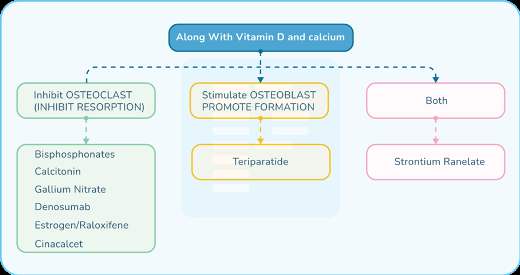 Along With Vitamin D and calcium
Inhibit OSTEOCLAST
(INHIBIT RESORPTION)
Stimulate OSTEOBLAST
PROMOTE FORMATION
Both
Bisphosphonates
Calcitonin
Gallium Nitrate
Denosumab
Estrogen/Raloxifene
Cinacalcet
Teriparatide
Strontium Ranelate